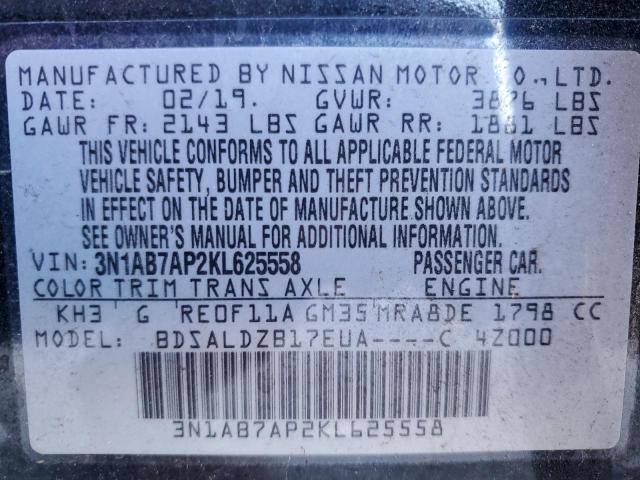 MANUFACTURED BY NISSAN MOTOR CO., LTD.
DATE: 02/19. GVWR: 3876 LBS
GAWR FR: 2143 LBS GAWR RR: 1881 LBS
THIS VEHICLE CONFORMS TO ALL APPLICABLE FEDERAL MOTOR
VEHICLE SAFETY, BUMPER AND THEFT PREVENTION STANDARDS
IN EFFECT ON THE DATE OF MANUFACTURE SHOWN ABOVE.
SEE OWNER'S MANUAL FOR ADDITIONAL INFORMATION.
VIN: 3N1AB7AP2KL625558 PASSENGER CAR.
COLOR TRIM TRANS AXLE ENGINE
KH3 G RE0F11A GM35 MRA8DE 1798 CC
MODEL: BDSALDZB17EUA----C 4Z000
3N1AB7AP2KL625558